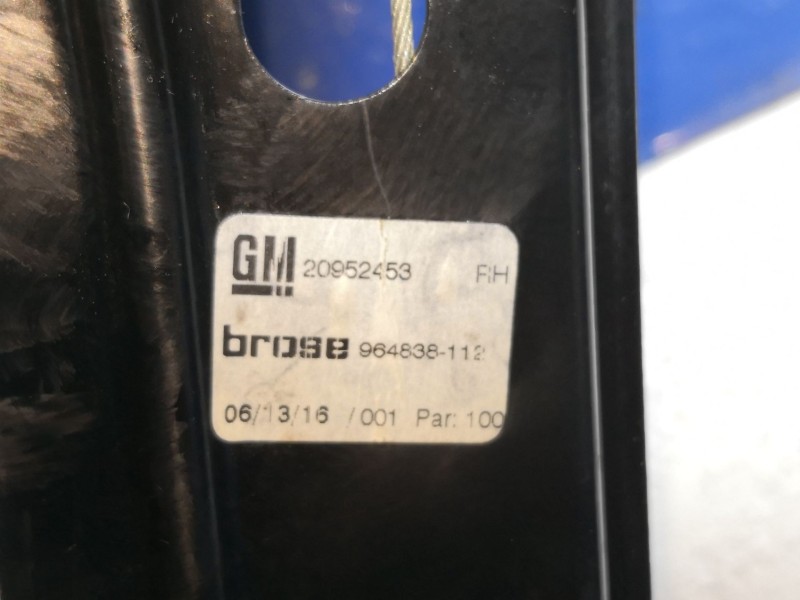 GM 20952453 RH
brose 964838-112
06/13/16 /001 Par: 100